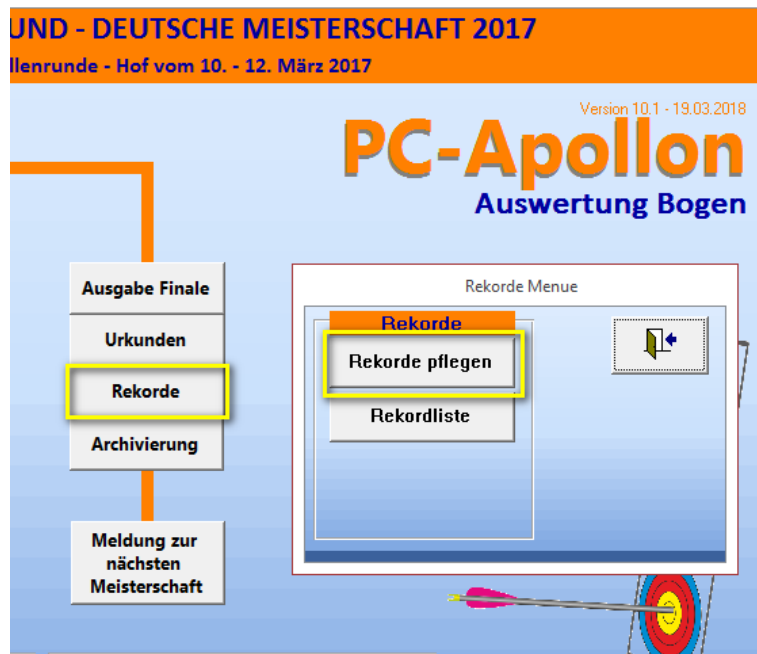 UND - DEUTSCHE MEISTERSCHAFT 2017
llenrunde - Hof vom 10. - 12. März 2017
Version 10.1 - 19.03.2018
PC-Apollon
Auswertung Bogen
Ausgabe Finale
Urkunden
Rekorde
Archivierung
Meldung zur
nächsten
Meisterschaft
Rekorde Menue
Rekorde
Rekorde pflegen
Rekordliste